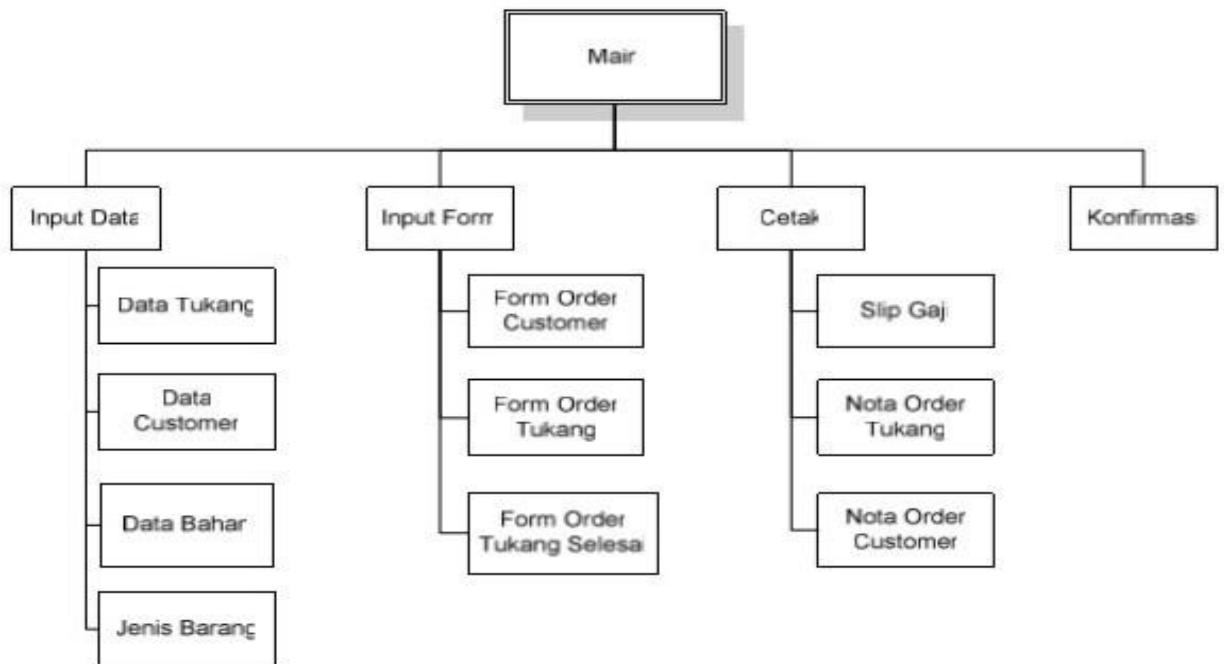 Main
Input Data
Input Form
Cetak
Konfirmasi
Data Tukang
Form Order
Customer
Slip Gaji
Data
Customer
Form Order
Tukang
Nota Order
Tukang
Data Bahan
Form Order
Tukang Selesai
Nota Order
Customer
Jenis Barang